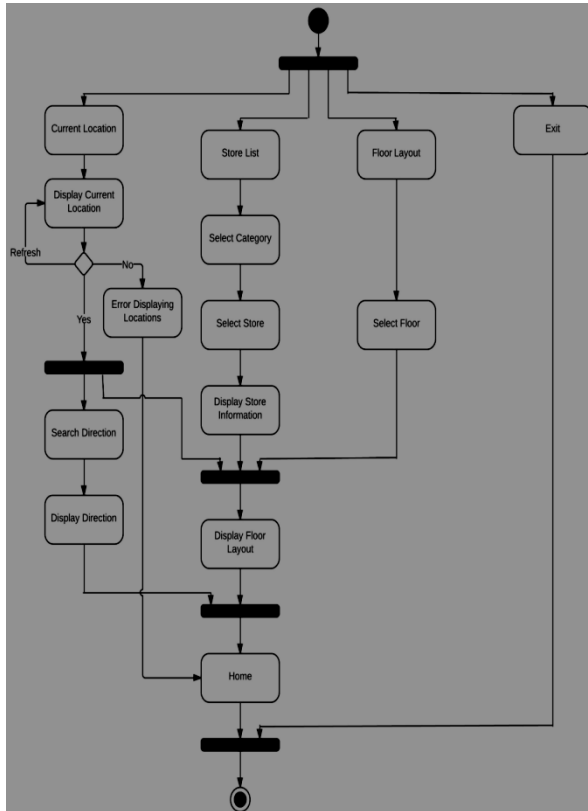 Current Location
Store List
Floor Layout
Exit
Display Current
Location
Refresh
No
Yes
Select Category
Error Displaying
Locations
Select Store
Select Floor
Search Direction
Display Store
Information
Display Direction
Display Floor
Layout
Home